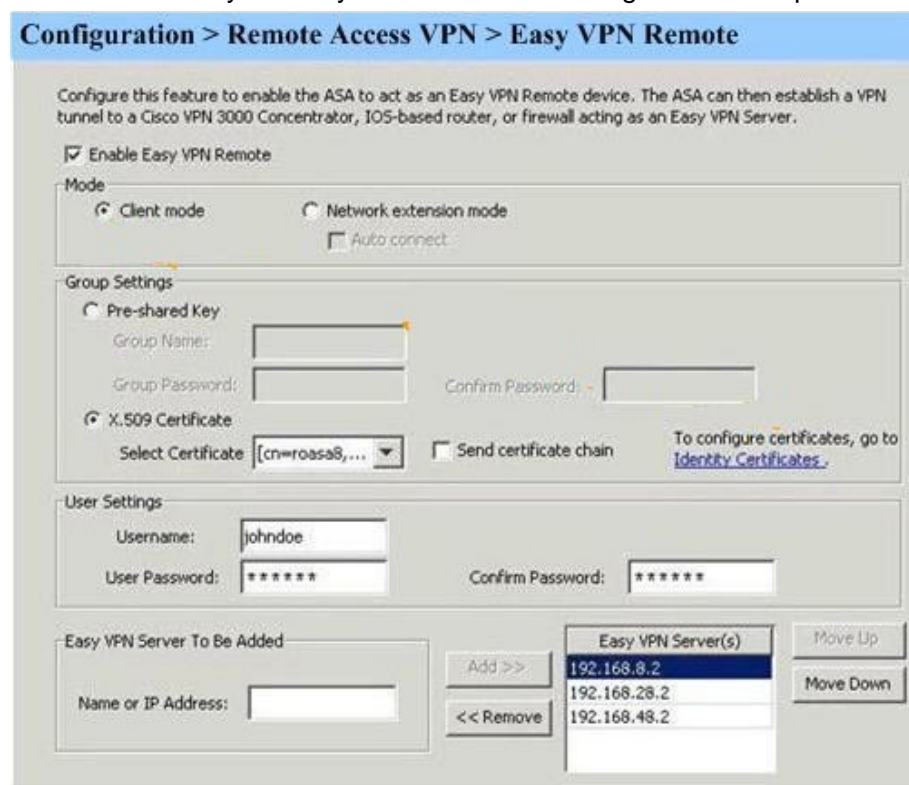 Configuration > Remote Access VPN > Easy VPN Remote
Configure this feature to enable the ASA to act as an Easy VPN Remote device. The ASA can then establish a VPN
tunnel to a Cisco VPN 3000 Concentrator, IOS-based router, or firewall acting as an Easy VPN Server.
Enable Easy VPN Remote
Mode
Client mode
Network extension mode
Auto connect
Group Settings
Pre-shared Key
Group Name:
Group Password:
Confirm Password:
X.509 Certificate
Select Certificate
[cn=roasa8,...
Send certificate chain
To configure certificates, go to
Identity Certificates .
User Settings
Username:
johndoe
User Password:
******
Confirm Password:
******
Easy VPN Server To Be Added
Name or IP Address:
Add >>
<< Remove
Easy VPN Server(s)
192.168.8.2
192.168.28.2
192.168.48.2
Move Up
Move Down